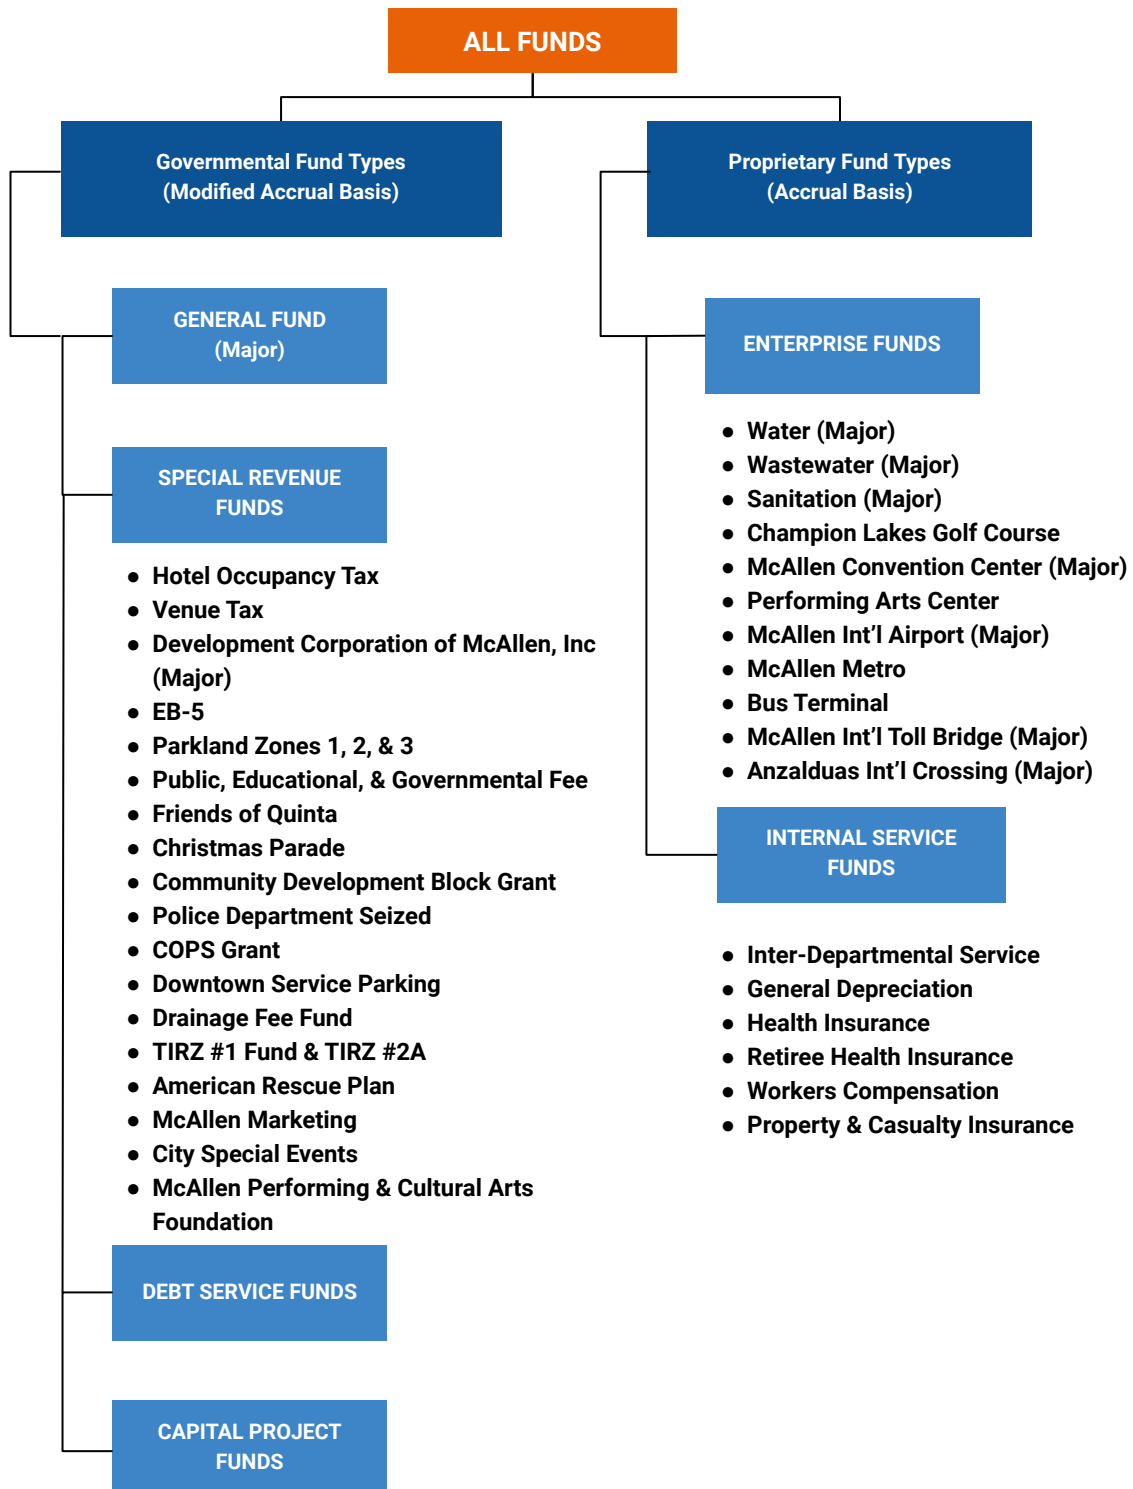 ALL FUNDS
Governmental Fund Types
(Modified Accrual Basis)
GENERAL FUND
(Major)
SPECIAL REVENUE
FUNDS
● Hotel Occupancy Tax
● Venue Tax
● Development Corporation of McAllen, Inc
(Major)
● EB-5
● Parkland Zones 1, 2, & 3
● Public, Educational, & Governmental Fee
● Friends of Quinta
● Christmas Parade
● Community Development Block Grant
● Police Department Seized
● COPS Grant
● Downtown Service Parking
● Drainage Fee Fund
● TIRZ #1 Fund & TIRZ #2A
● American Rescue Plan
● McAllen Marketing
● City Special Events
● McAllen Performing & Cultural Arts
Foundation
DEBT SERVICE FUNDS
CAPITAL PROJECT
FUNDS
Proprietary Fund Types
(Accrual Basis)
ENTERPRISE FUNDS
● Water (Major)
● Wastewater (Major)
● Sanitation (Major)
● Champion Lakes Golf Course
● McAllen Convention Center (Major)
● Performing Arts Center
● McAllen Int’l Airport (Major)
● McAllen Metro
● Bus Terminal
● McAllen Int’l Toll Bridge (Major)
● Anzalduas Int’l Crossing (Major)
INTERNAL SERVICE
FUNDS
● Inter-Departmental Service
● General Depreciation
● Health Insurance
● Retiree Health Insurance
● Workers Compensation
● Property & Casualty Insurance